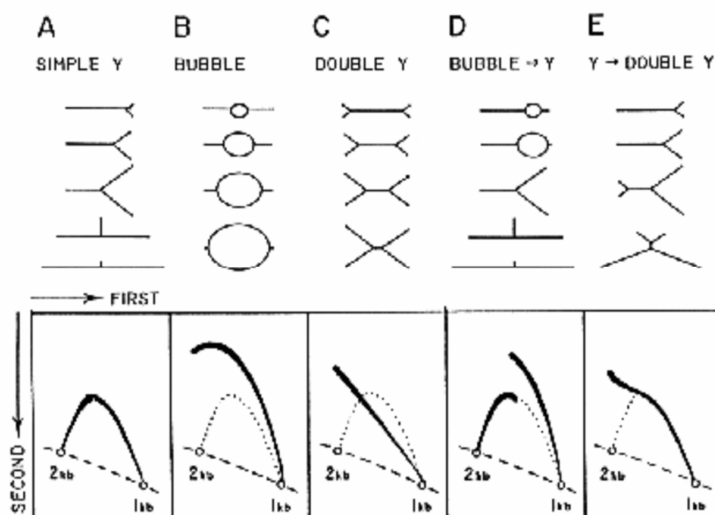 A B C D E
SIMPLE Y BUBBLE DOUBLE Y BUBBLE → Y Y → DOUBLE Y
FIRST
SECOND
2kb 1kb 2kb 1kb 2kb 1kb 2kb 1kb 2kb 1kb